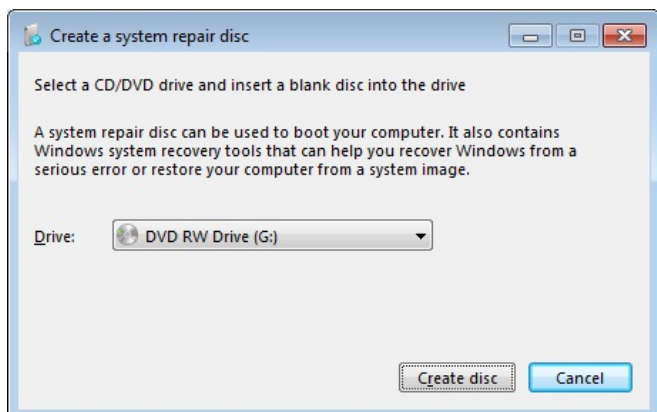 Create a system repair disc
Select a CD/DVD drive and insert a blank disc into the drive
A system repair disc can be used to boot your computer. It also contains
Windows system recovery tools that can help you recover Windows from a
serious error or restore your computer from a system image.
Drive: DVD RW Drive (G:)
Create disc Cancel